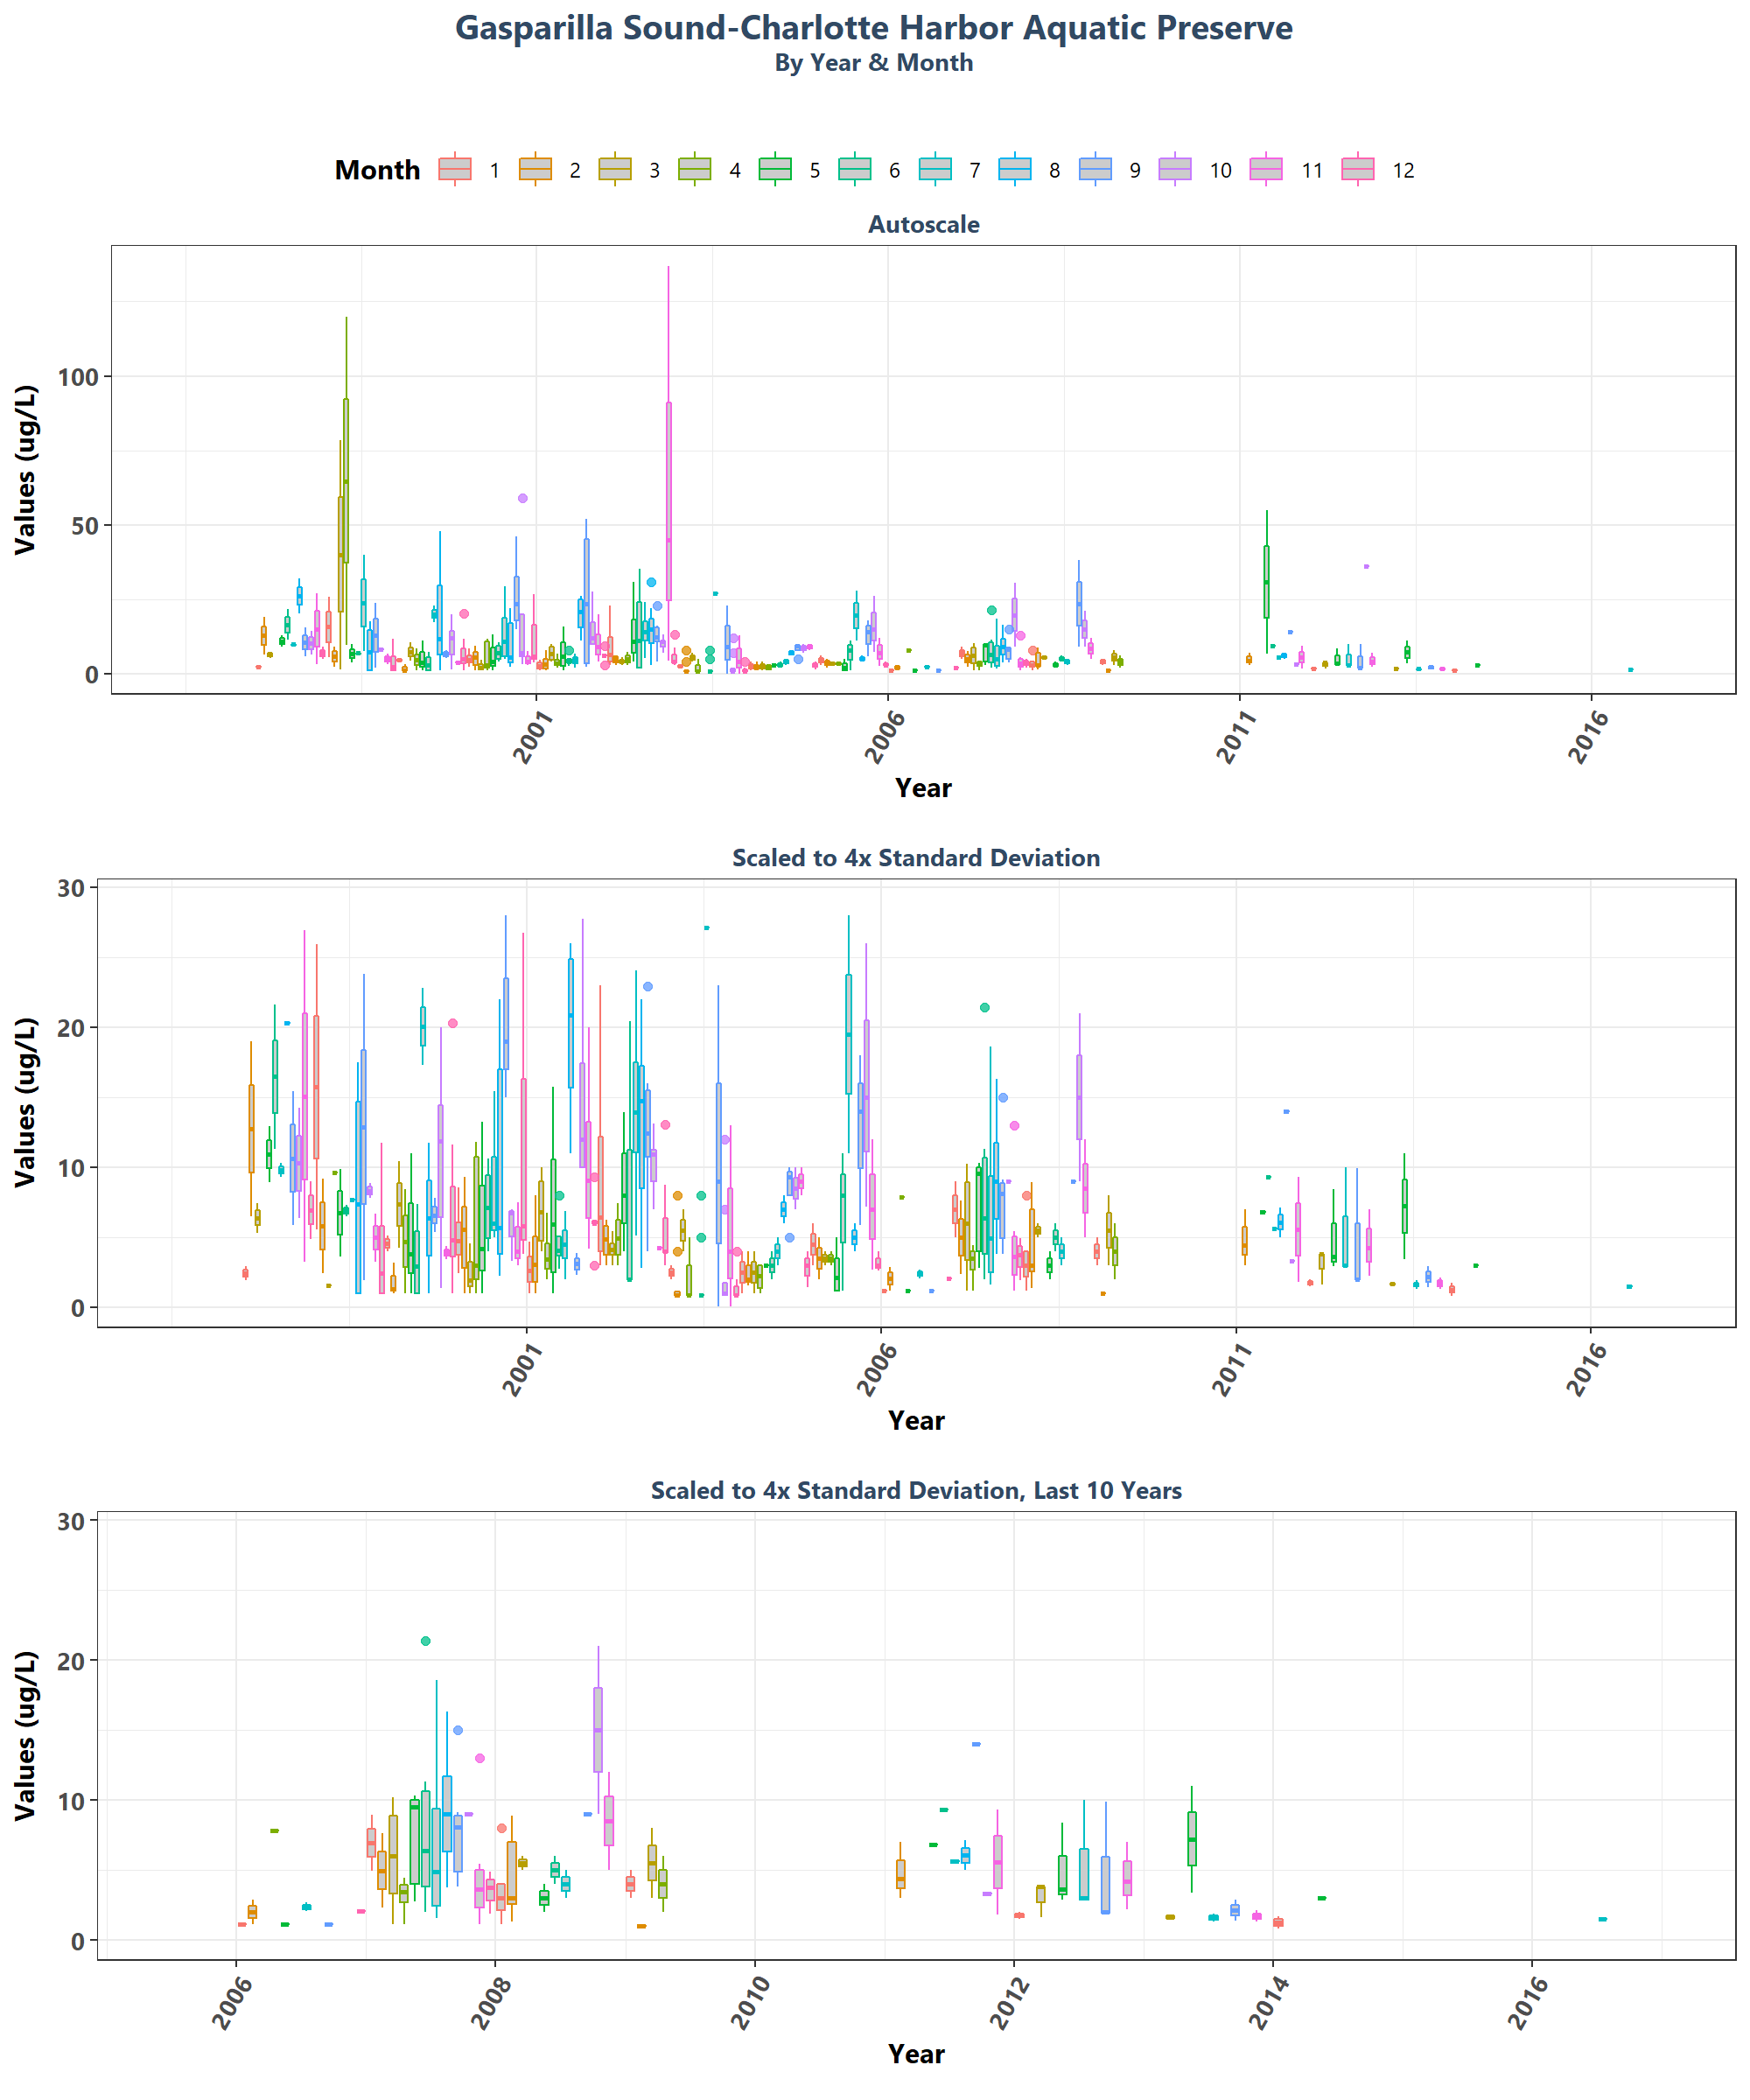 Gasparilla Sound-Charlotte Harbor Aquatic Preserve
By Year & Month
Month 1 2 3 4 5 6 7 8 9 10 11 12
Autoscale
Values (ug/L)
100
50
0
2001 2006 2011 2016
Year
Scaled to 4x Standard Deviation
Values (ug/L)
30
20
10
0
2001 2006 2011 2016
Year
Scaled to 4x Standard Deviation, Last 10 Years
Values (ug/L)
30
20
10
0
2006 2008 2010 2012 2014 2016
Year